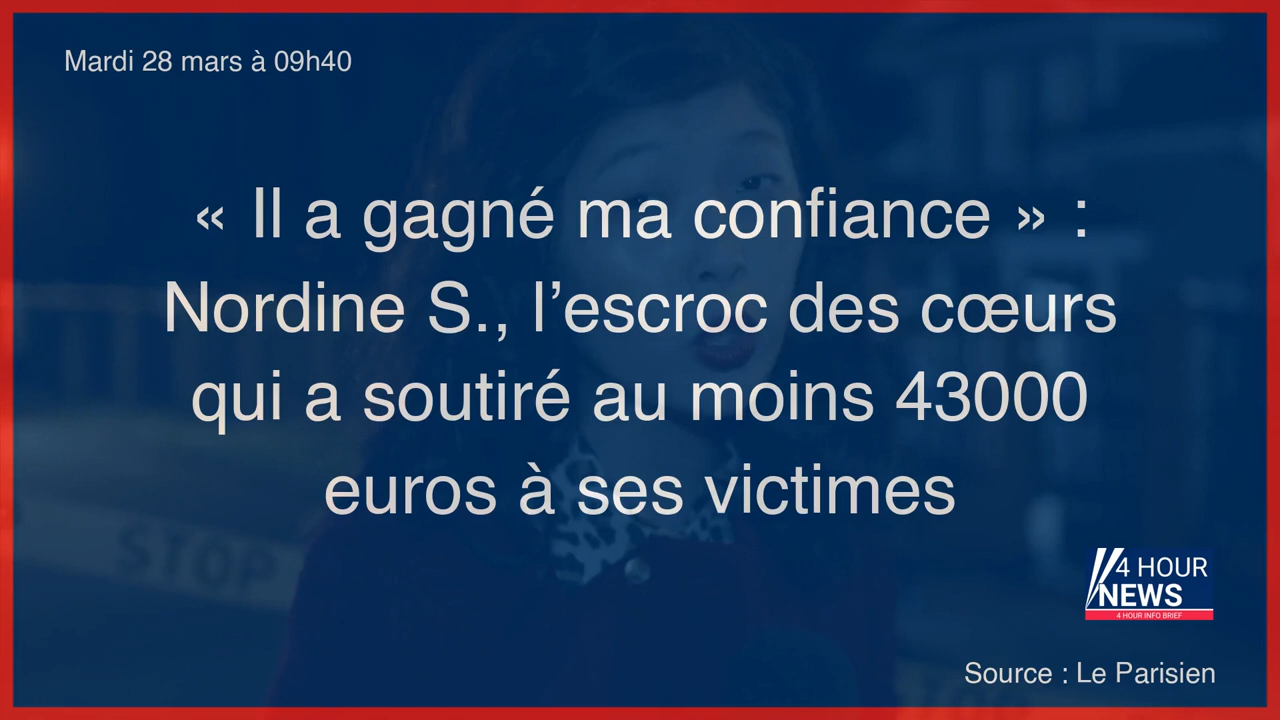 Mardi 28 mars à 09h40
« Il a gagné ma confiance » :
Nordine S., l’escroc des cœurs
qui a soutiré au moins 43000
euros à ses victimes
STOP
4 HOUR
NEWS
4 HOUR INFO BRIEF
Source : Le Parisien